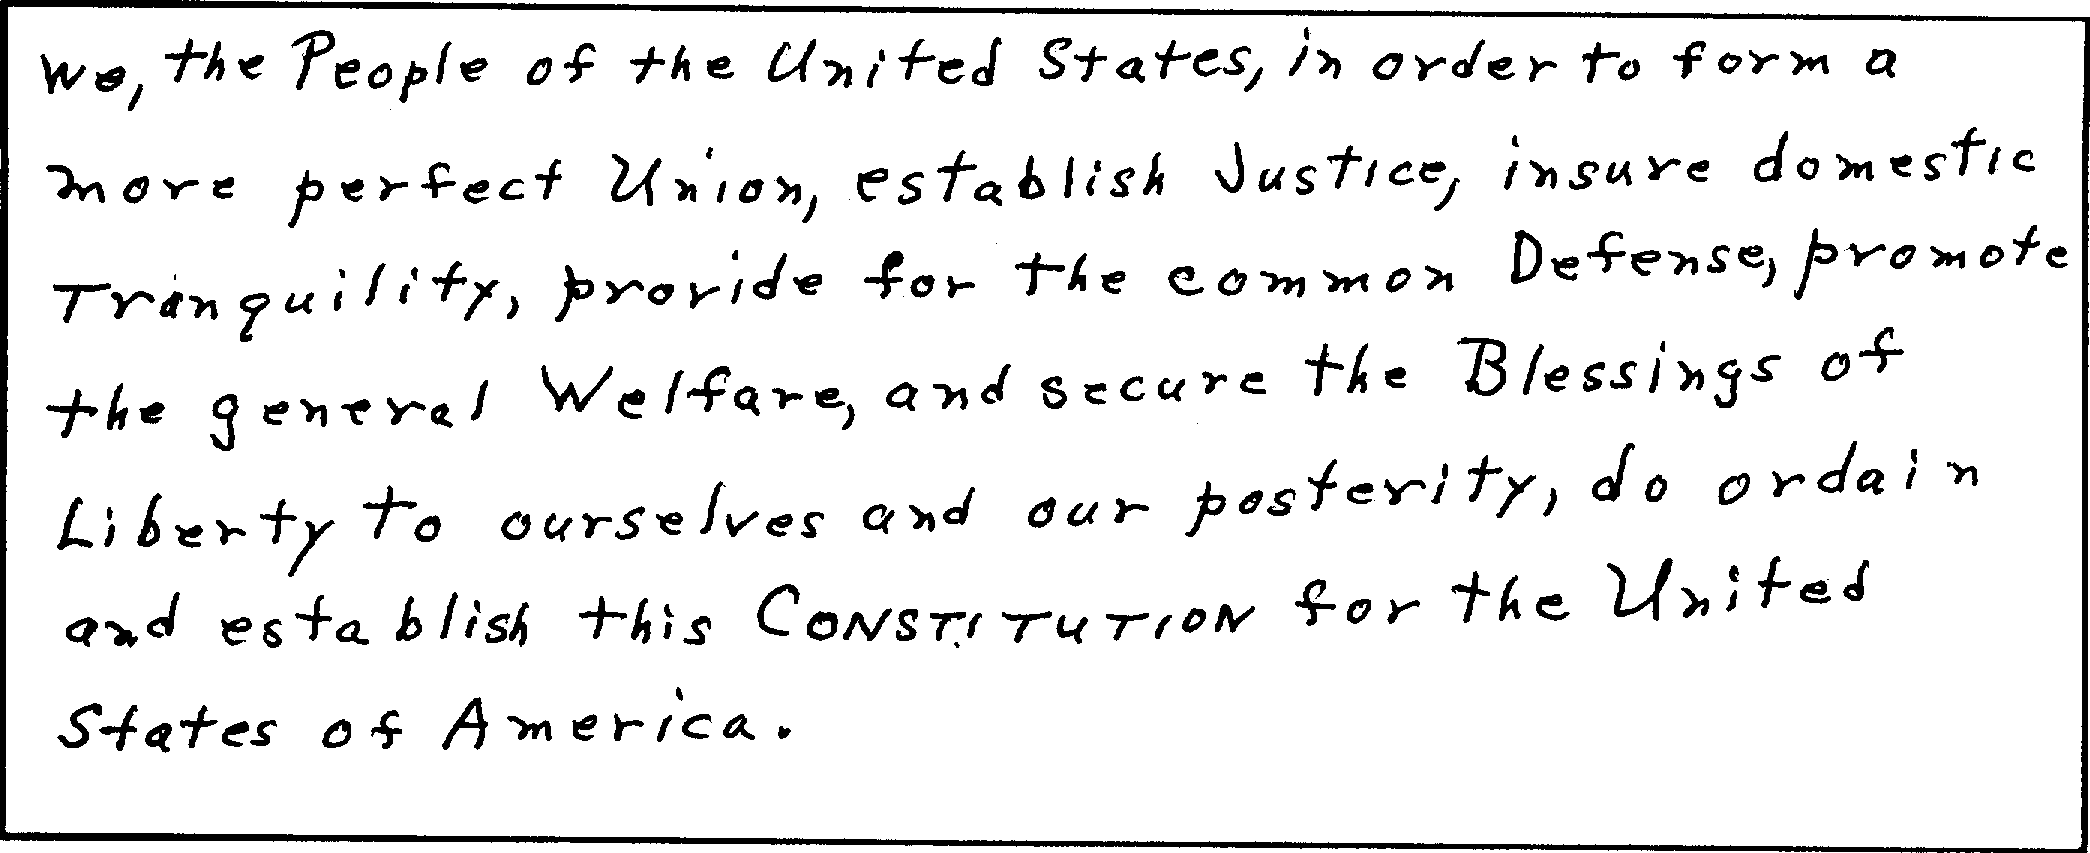 We, the People of the United States, in order to form a
more perfect Union, establish Justice, insure domestic
Tranquility, provide for the common Defense, promote
the general Welfare, and secure the Blessings of
Liberty to ourselves and our posterity, do ordain
and establish this CONSTITUTION for the United
States of America.